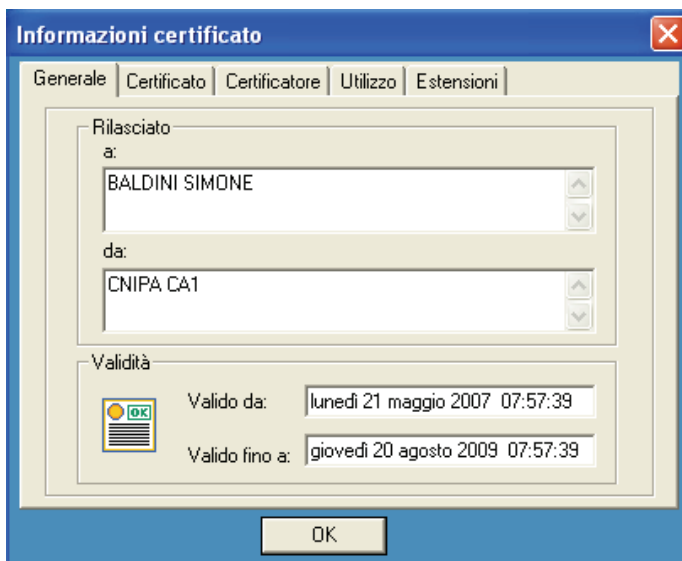 Informazioni certificato
Generale Certificato Certificatore Utilizzo Estensioni
Rilasciato
a:
BALDINI SIMONE
da:
CNIPA CA1
Validità
OK
Valido da: lunedì 21 maggio 2007 07:57:39
Valido fino a: giovedì 20 agosto 2009 07:57:39
OK